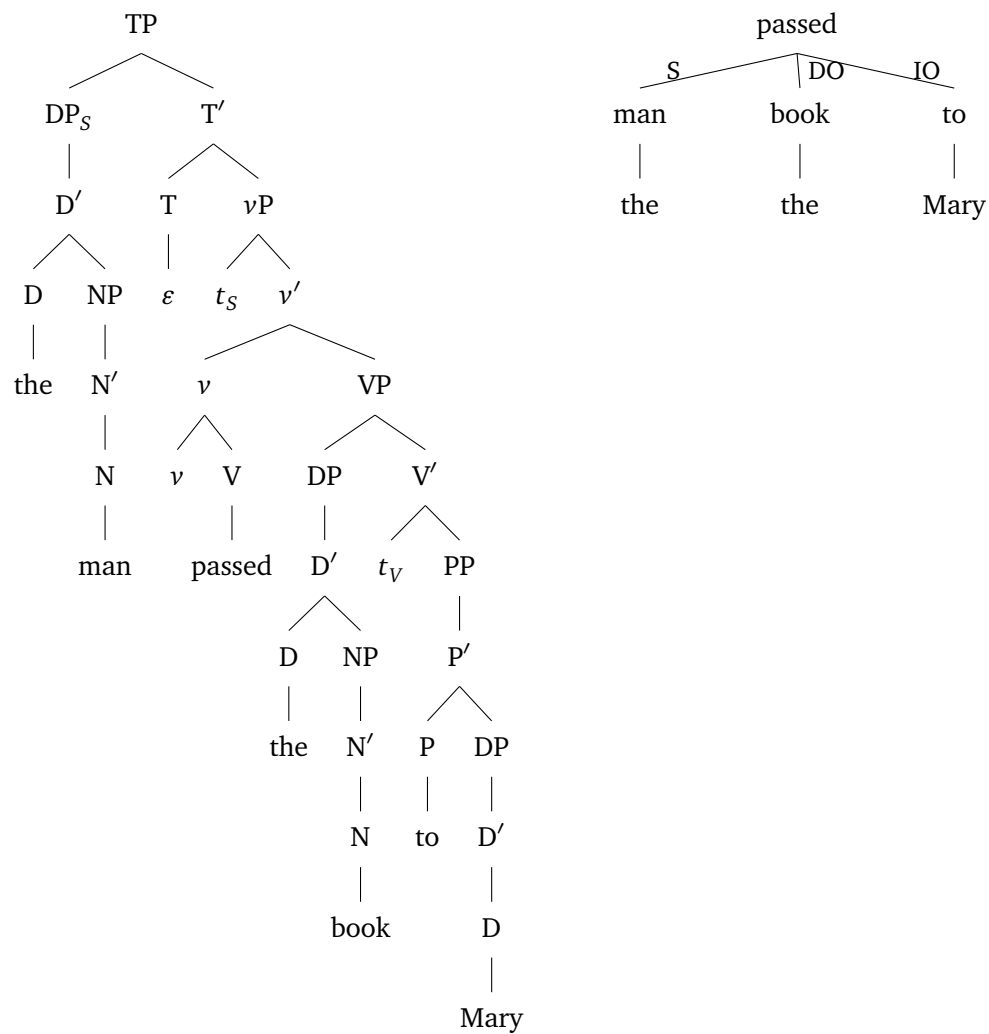 TP passed
S DO IO
DP_S T′ man book to
D′ T vP the the Mary
D NP ε t_S v′
the N′ v VP
N v V DP V′
man passed D′ t_V PP
D NP P′
the N′ P DP
N to D′
book D
Mary